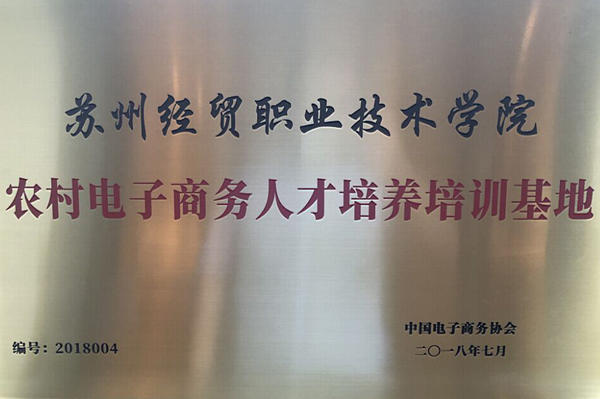 苏州经贸职业技术学院
农村电子商务人才培养培训基地
中国电子商务协会
编号：2018004
二〇一八年七月